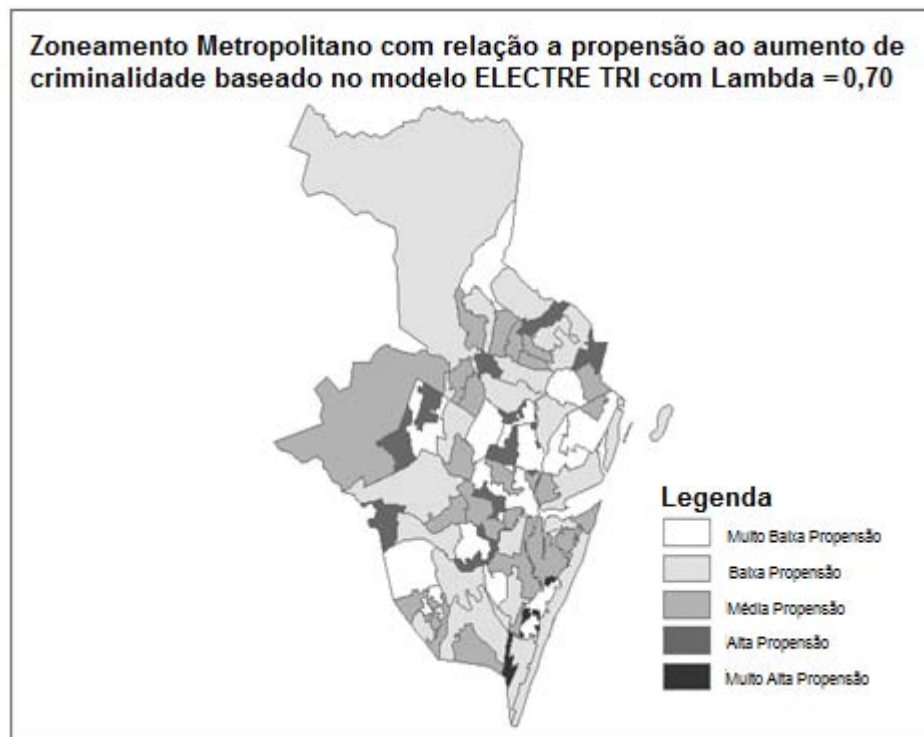 Zoneamento Metropolitano com relação a propensão ao aumento de
criminalidade baseado no modelo ELECTRE TRI com Lambda = 0,70
Legenda
Muito Baixa Propensão
Baixa Propensão
Média Propensão
Alta Propensão
Muito Alta Propensão